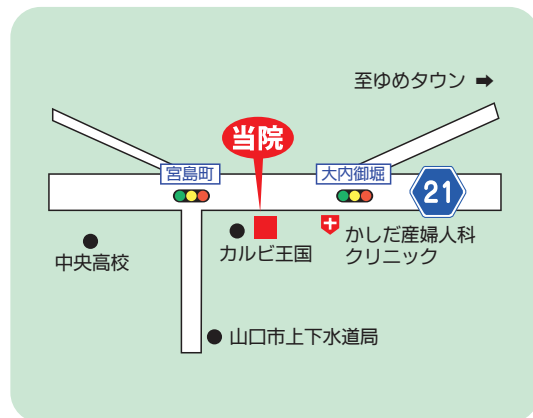 至ゆめタウン ➡
当院
宮島町
大内御堀
21
カルビ王国
かしだ産婦人科
クリニック
中央高校
山口市上下水道局